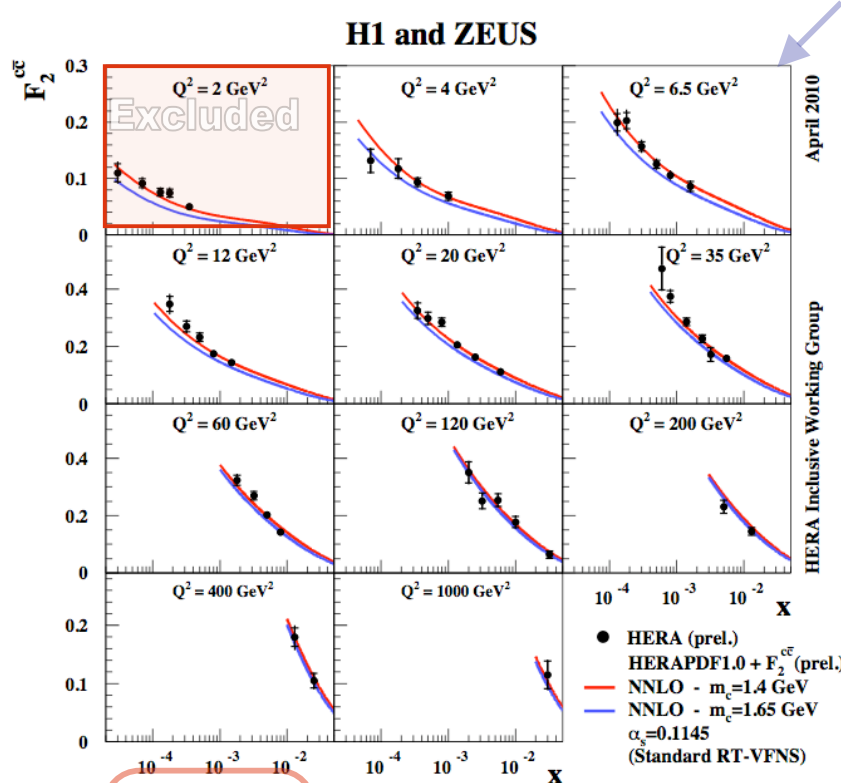 H1 and ZEUS
F₂ᶜᶜ̅
0.3
0.2
0.1
0
Q² = 2 GeV²
Excluded
Q² = 4 GeV²
Q² = 6.5 GeV²
April 2010
0.4
0.2
0
Q² = 12 GeV²
Q² = 20 GeV²
Q² = 35 GeV²
HERA Inclusive Working Group
0.4
0.2
0
Q² = 60 GeV²
Q² = 120 GeV²
Q² = 200 GeV²
0.2
0.1
0
Q² = 400 GeV²
Q² = 1000 GeV²
10⁻⁴ 10⁻³ 10⁻² x
HERA (prel.)
HERAPDF1.0 + F₂ᶜᶜ̅ (prel.)
NNLO - m_c=1.4 GeV
NNLO - m_c=1.65 GeV
α_s=0.1145
(Standard RT-VFNS)
10⁻⁴ 10⁻³ 10⁻² 10⁻⁴ 10⁻³ 10⁻² x